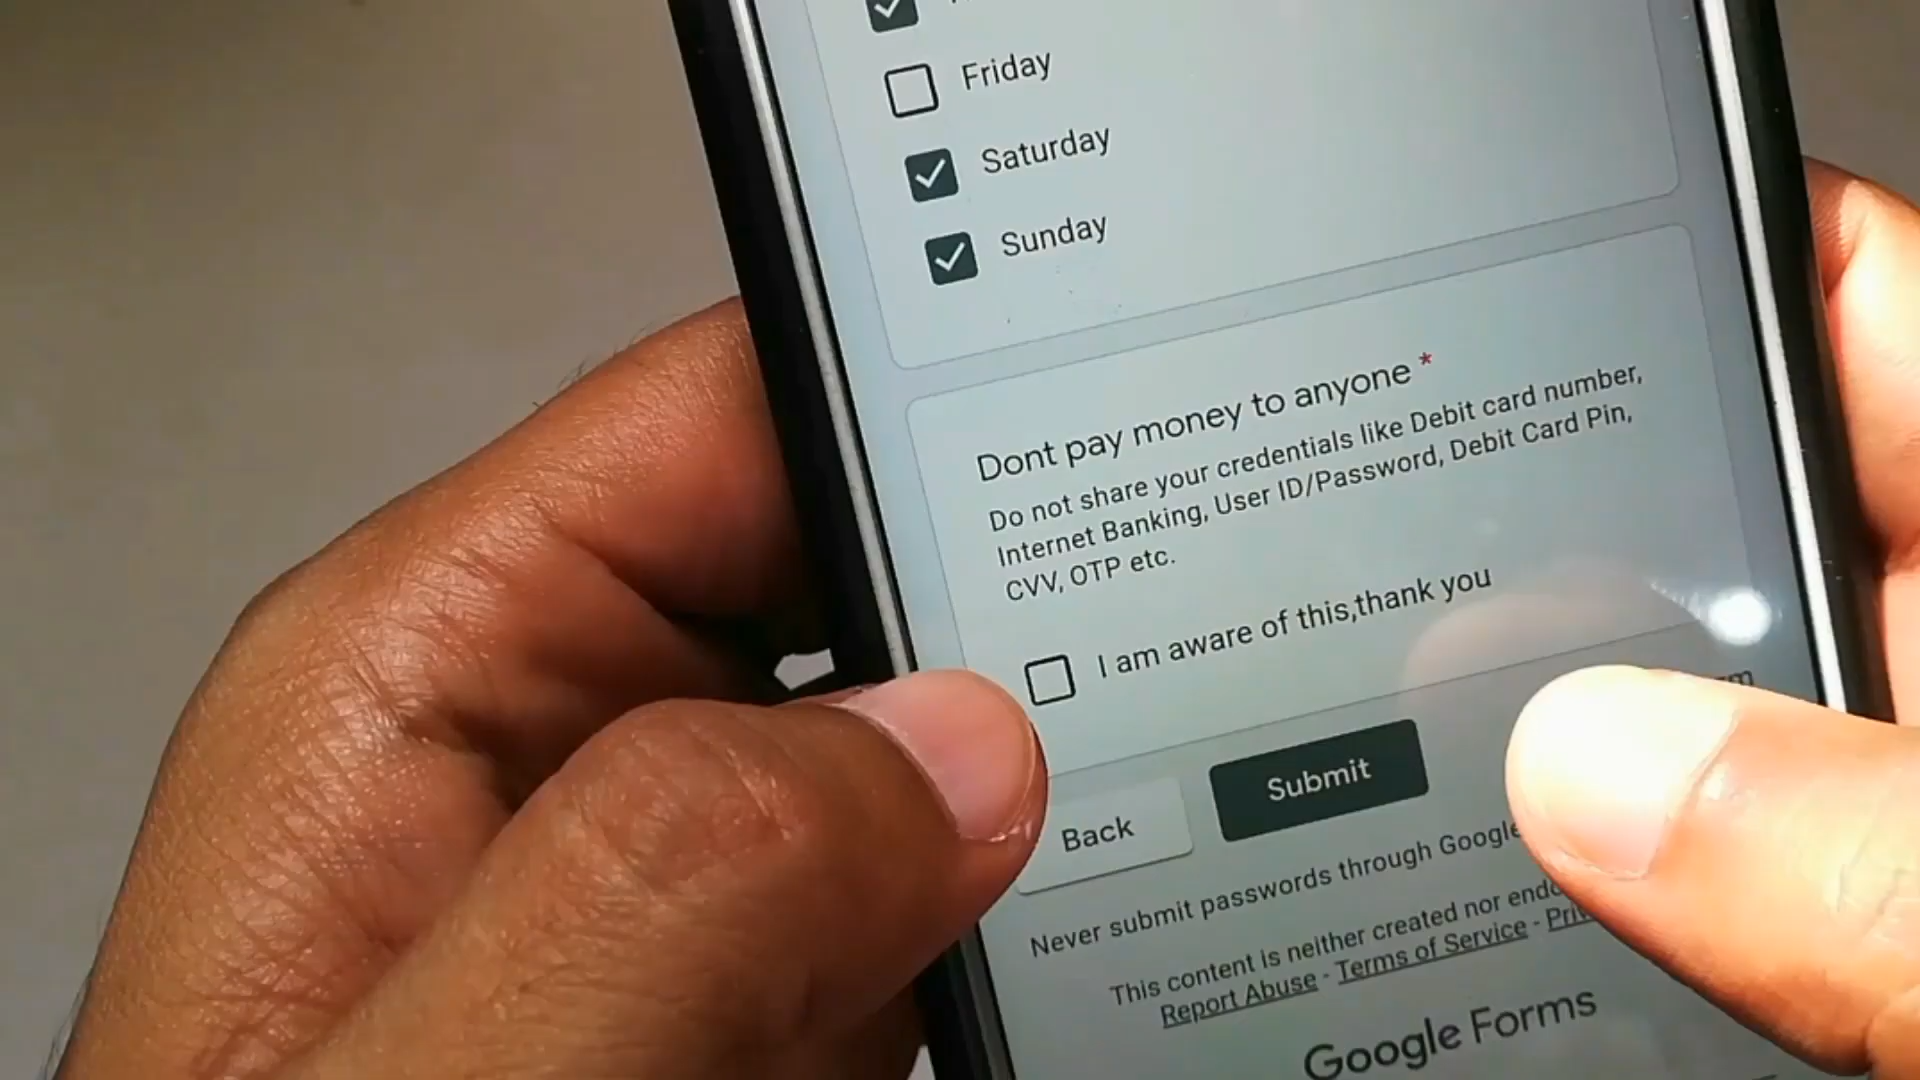 Friday
Saturday
Sunday
Dont pay money to anyone *
Do not share your credentials like Debit card number,
Internet Banking, User ID/Password, Debit Card Pin,
CVV, OTP etc.
I am aware of this,thank you
Back
Submit
Never submit passwords through Google
This content is neither created nor
Report Abuse - Terms of Service -
Google Forms